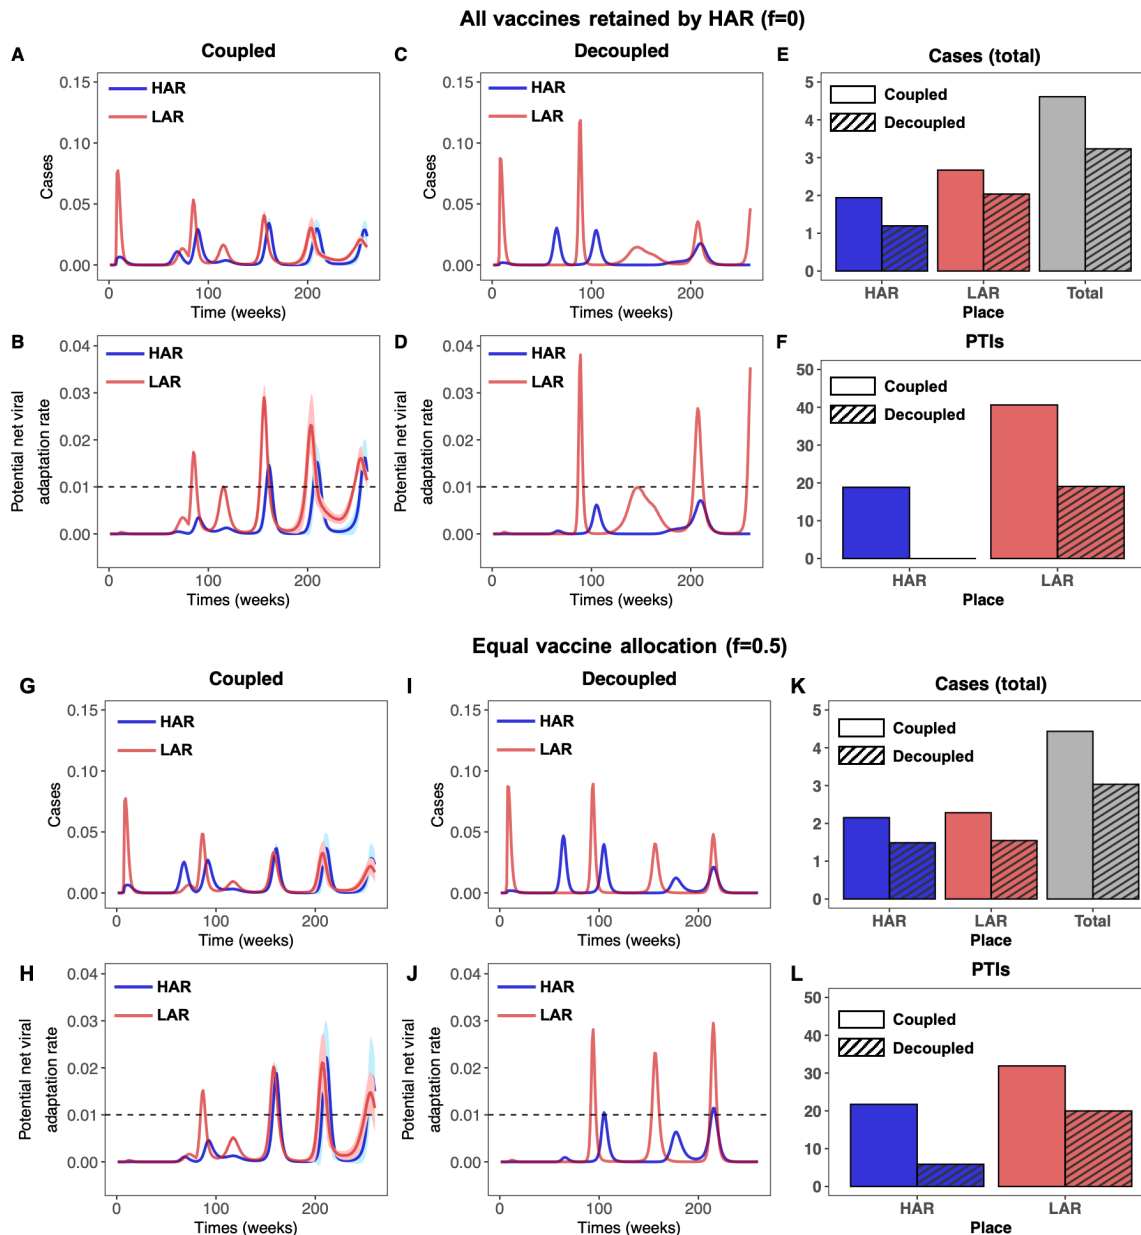 All vaccines retained by HAR (f=0)
A
Coupled
HAR
LAR
0.15
0.10
0.05
0.00
Cases
0
100
200
Time (weeks)
C
Decoupled
HAR
LAR
0.15
0.10
0.05
0.00
Cases
0
100
200
Times (weeks)
E
Cases (total)
Coupled
Decoupled
5
4
3
2
1
0
HAR
LAR
Total
Place
B
HAR
LAR
0.04
0.03
0.02
0.01
0.00
Potential net viral
adaptation rate
0
100
200
Times (weeks)
D
HAR
LAR
0.04
0.03
0.02
0.01
0.00
Potential net viral
adaptation rate
0
100
200
Times (weeks)
F
PTIs
Coupled
Decoupled
50
40
30
20
10
0
HAR
LAR
Place
Equal vaccine allocation (f=0.5)
G
Coupled
HAR
LAR
0.15
0.10
0.05
0.00
Cases
0
100
200
Time (weeks)
I
Decoupled
HAR
LAR
0.15
0.10
0.05
0.00
Cases
0
100
200
Times (weeks)
K
Cases (total)
Coupled
Decoupled
5
4
3
2
1
0
HAR
LAR
Total
Place
H
HAR
LAR
0.04
0.03
0.02
0.01
0.00
Potential net viral
adaptation rate
0
100
200
Times (weeks)
J
HAR
LAR
0.04
0.03
0.02
0.01
0.00
Potential net viral
adaptation rate
0
100
200
Times (weeks)
L
PTIs
Coupled
Decoupled
50
40
30
20
10
0
HAR
LAR
Place